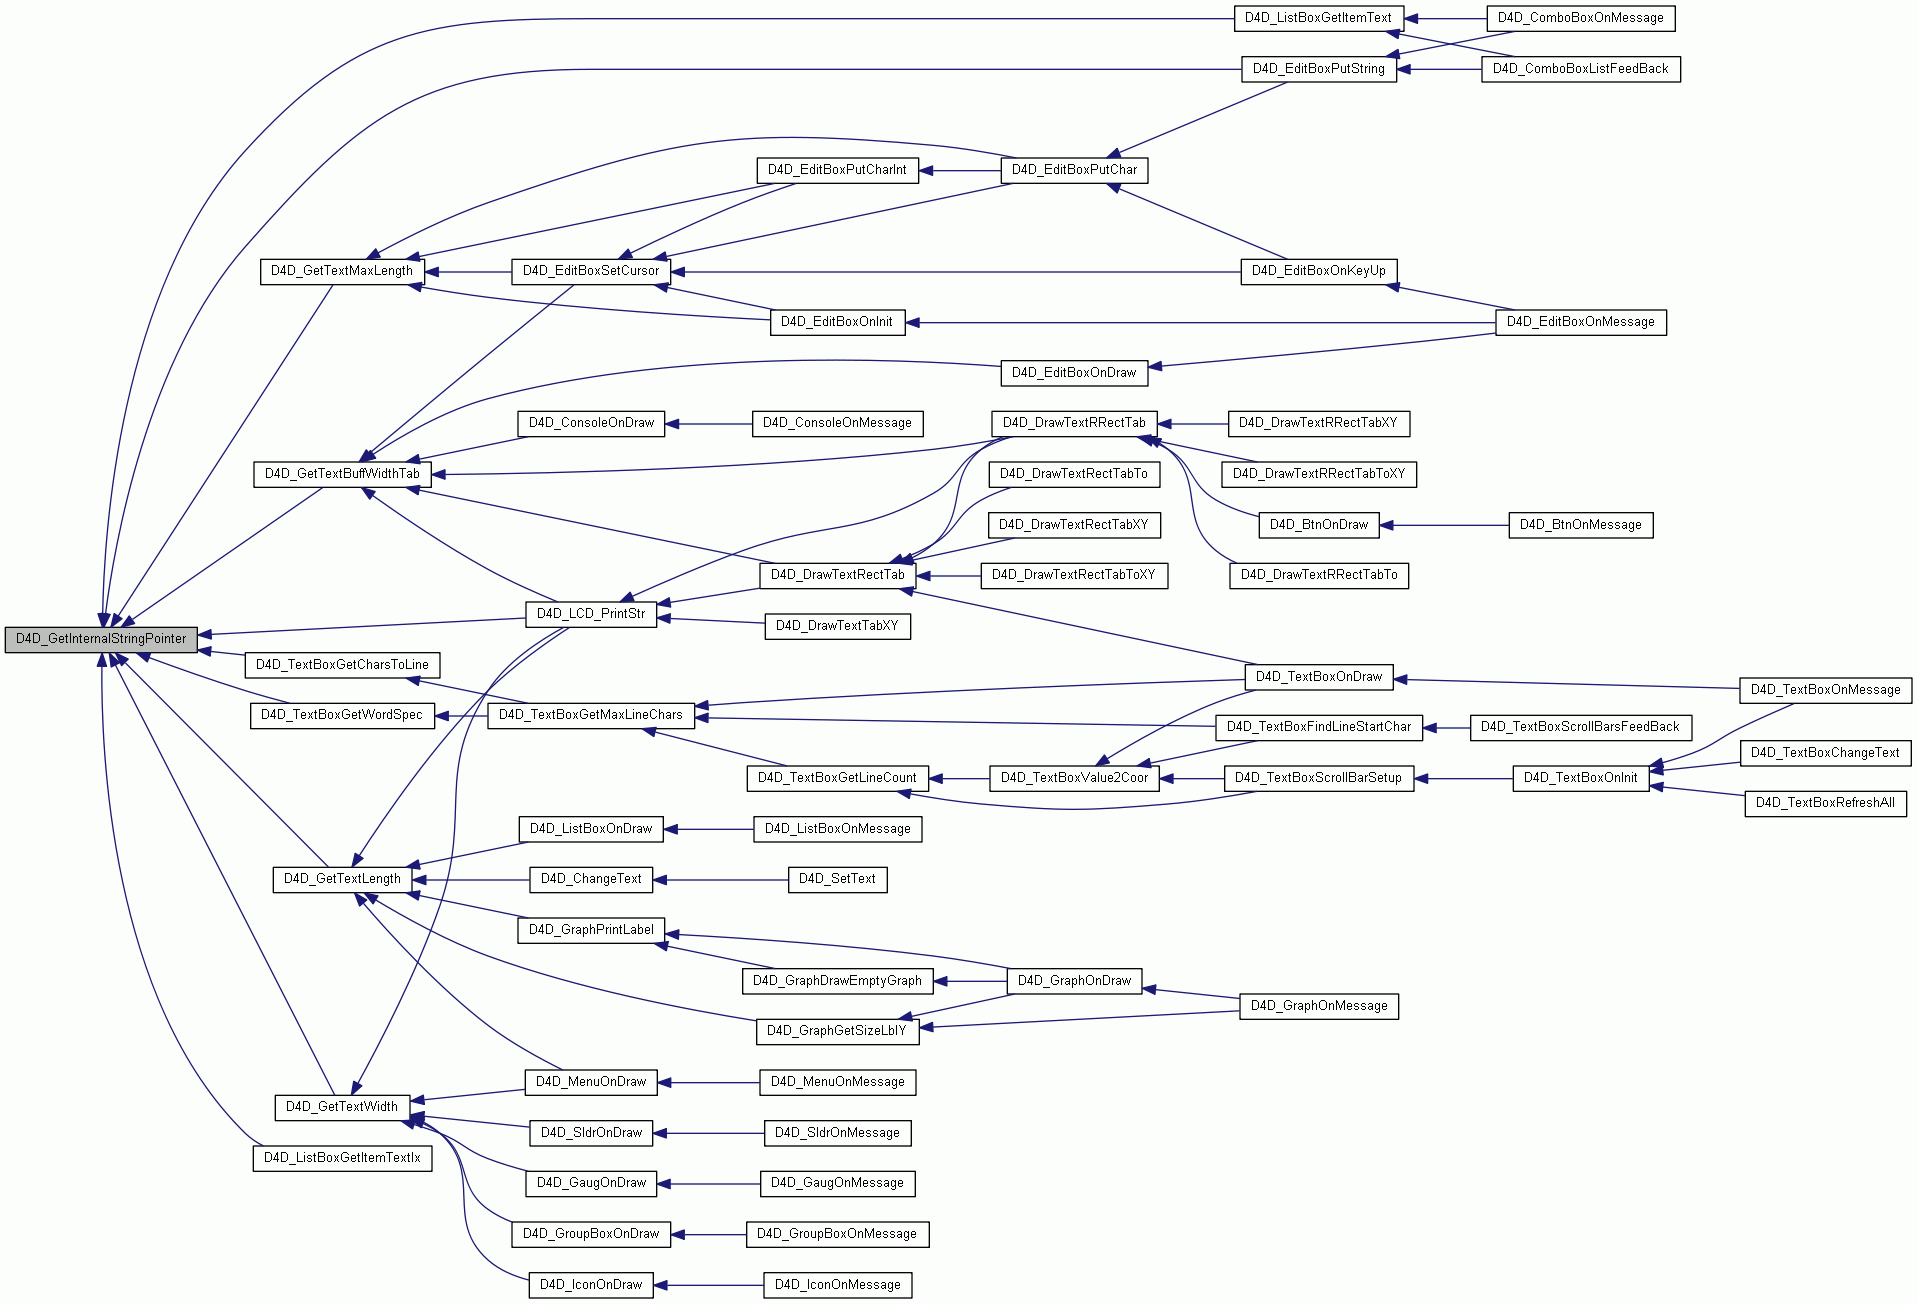 D4D_ListBoxGetItemText
D4D_ComboBoxOnMessage
D4D_EditBoxPutString
D4D_ComboBoxListFeedBack
D4D_EditBoxPutCharInt
D4D_EditBoxPutChar
D4D_GetTextMaxLength
D4D_EditBoxSetCursor
D4D_EditBoxOnKeyUp
D4D_EditBoxOnInit
D4D_EditBoxOnMessage
D4D_EditBoxOnDraw
D4D_ConsoleOnDraw
D4D_ConsoleOnMessage
D4D_DrawTextRRectTab
D4D_DrawTextRRectTabXY
D4D_GetTextBuffWidthTab
D4D_DrawTextRectTabTo
D4D_DrawTextRRectTabToXY
D4D_DrawTextRectTabXY
D4D_BtnOnDraw
D4D_BtnOnMessage
D4D_DrawTextRectTab
D4D_DrawTextRectTabToXY
D4D_DrawTextRRectTabTo
D4D_LCD_PrintStr
D4D_DrawTextTabXY
D4D_GetInternalStringPointer
D4D_TextBoxGetCharsToLine
D4D_TextBoxOnDraw
D4D_TextBoxOnMessage
D4D_TextBoxGetWordSpec
D4D_TextBoxGetMaxLineChars
D4D_TextBoxFindLineStartChar
D4D_TextBoxScrollBarsFeedBack
D4D_TextBoxChangeText
D4D_TextBoxGetLineCount
D4D_TextBoxValue2Coor
D4D_TextBoxScrollBarSetup
D4D_TextBoxOnInit
D4D_TextBoxRefreshAll
D4D_ListBoxOnDraw
D4D_ListBoxOnMessage
D4D_GetTextLength
D4D_ChangeText
D4D_SetText
D4D_GraphPrintLabel
D4D_GraphDrawEmptyGraph
D4D_GraphOnDraw
D4D_GraphOnMessage
D4D_GraphGetSizeLblY
D4D_MenuOnDraw
D4D_MenuOnMessage
D4D_GetTextWidth
D4D_SldrOnDraw
D4D_SldrOnMessage
D4D_ListBoxGetItemTextIx
D4D_GaugOnDraw
D4D_GaugOnMessage
D4D_GroupBoxOnDraw
D4D_GroupBoxOnMessage
D4D_IconOnDraw
D4D_IconOnMessage